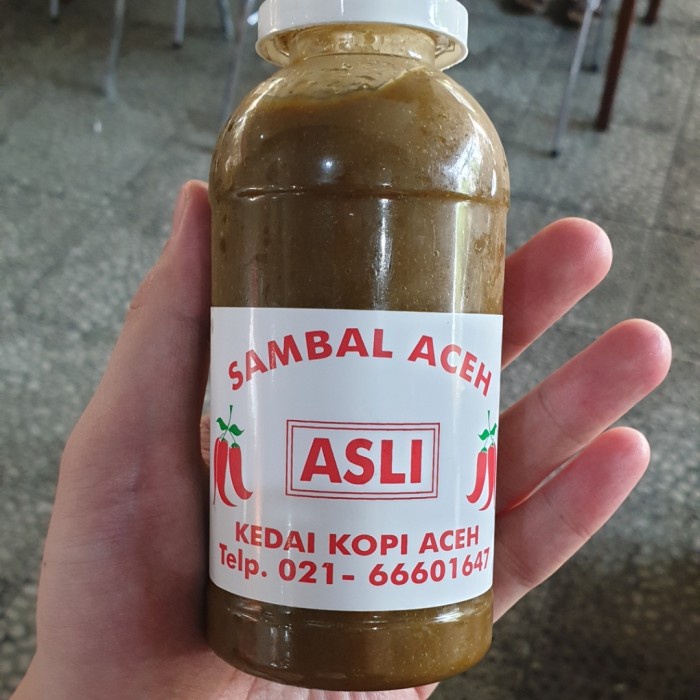 SAMBAL ACEH
ASLI
KEDAI KOPI ACEH
Telp. 021- 66601647